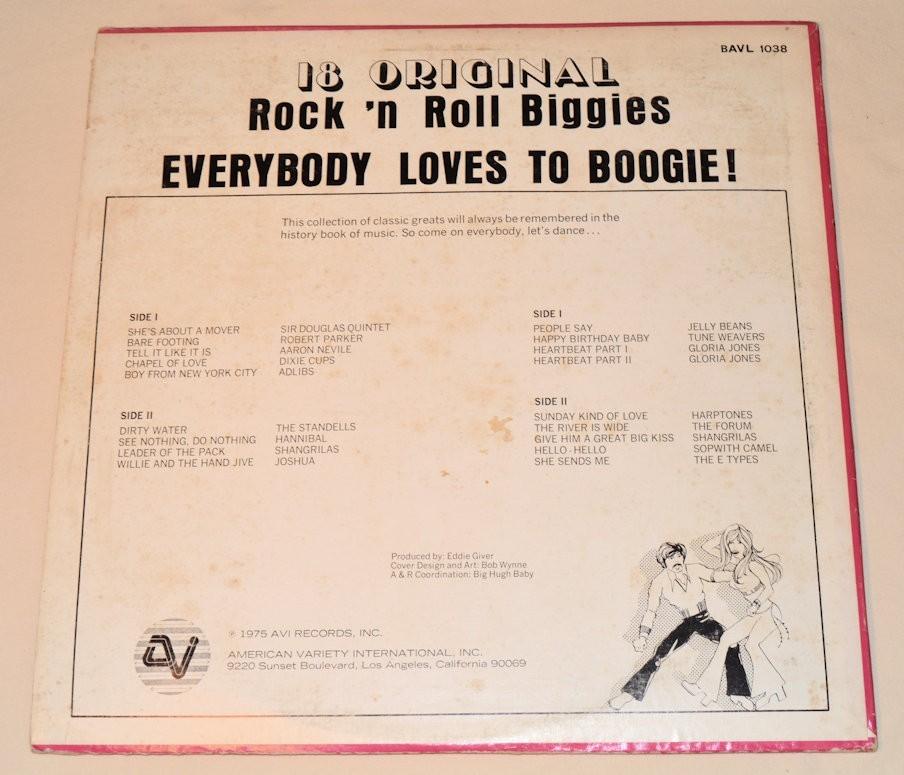 BAVL 1038
18 ORIGINAL
Rock 'n Roll Biggies
EVERYBODY LOVES TO BOOGIE!
This collection of classic greats will always be remembered in the
history book of music. So come on everybody, let's dance...
SIDE I
SHE'S ABOUT A MOVER SIR DOUGLAS QUINTET
BARE FOOTING ROBERT PARKER
TELL IT LIKE IT IS AARON NEVILE
CHAPEL OF LOVE DIXIE CUPS
BOY FROM NEW YORK CITY ADLIBS
SIDE II
DIRTY WATER THE STANDELLS
SEE NOTHING, DO NOTHING HANNIBAL
LEADER OF THE PACK SHANGRILAS
WILLIE AND THE HAND JIVE JOSHUA
SIDE I
PEOPLE SAY JELLY BEANS
HAPPY BIRTHDAY BABY TUNE WEAVERS
HEARTBEAT PART I GLORIA JONES
HEARTBEAT PART II GLORIA JONES
SIDE II
SUNDAY KIND OF LOVE HARPTONES
THE RIVER IS WIDE THE FORUM
GIVE HIM A GREAT BIG KISS SHANGRILAS
HELLO-HELLO SOPWITH CAMEL
SHE SENDS ME THE E TYPES
Produced by: Eddie Giver
Cover Design and Art: Bob Wynne
A & R Coordination: Big Hugh Baby
AVI
℗ 1975 AVI RECORDS, INC.
AMERICAN VARIETY INTERNATIONAL, INC.
9220 Sunset Boulevard, Los Angeles, California 90069